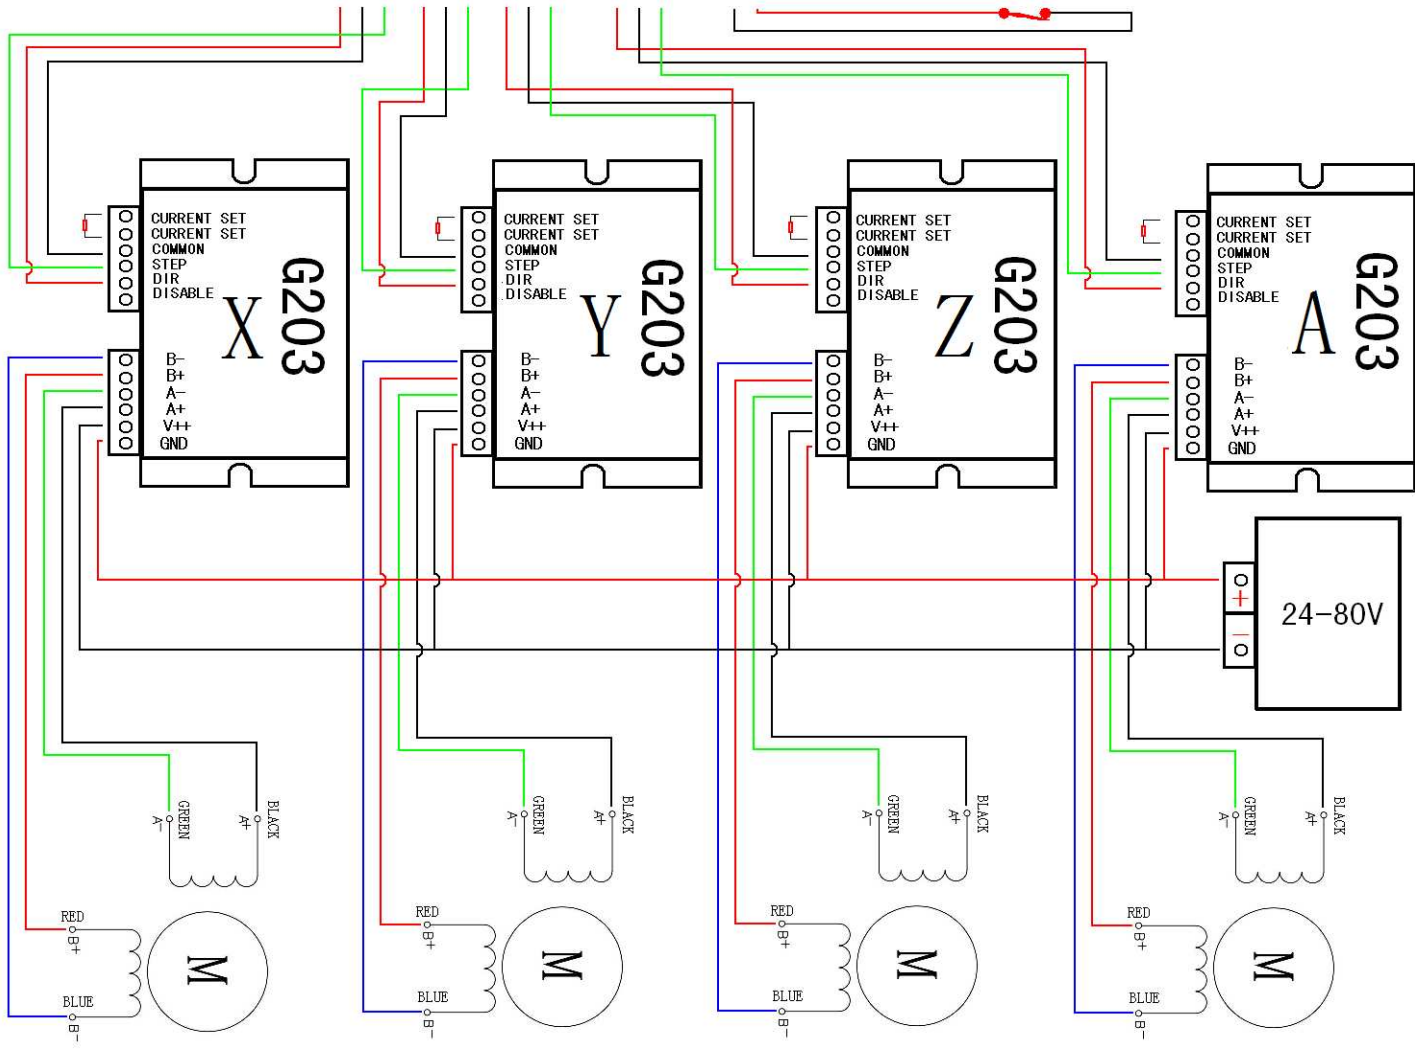 CURRENT SET
CURRENT SET
COMMON
STEP
DIR
DISABLE
X
G203
B-
B+
A-
A+
V++
GND
CURRENT SET
CURRENT SET
COMMON
STEP
DIR
DISABLE
Y
G203
B-
B+
A-
A+
V++
GND
CURRENT SET
CURRENT SET
COMMON
STEP
DIR
DISABLE
Z
G203
B-
B+
A-
A+
V++
GND
CURRENT SET
CURRENT SET
COMMON
STEP
DIR
DISABLE
A
G203
B-
B+
A-
A+
V++
GND
+
-
24-80V
A-
GREEN
A+
BLACK
RED
B+
BLUE
B-
M
A-
GREEN
A+
BLACK
RED
B+
BLUE
B-
M
A-
GREEN
A+
BLACK
RED
B+
BLUE
B-
M
A-
GREEN
A+
BLACK
RED
B+
BLUE
B-
M